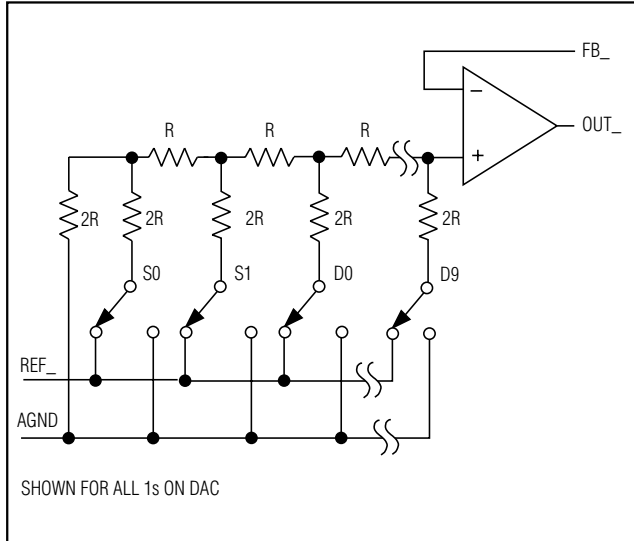 FB_
R R R
OUT_
2R 2R 2R 2R 2R
S0 S1 D0 D9
REF_
AGND
SHOWN FOR ALL 1s ON DAC